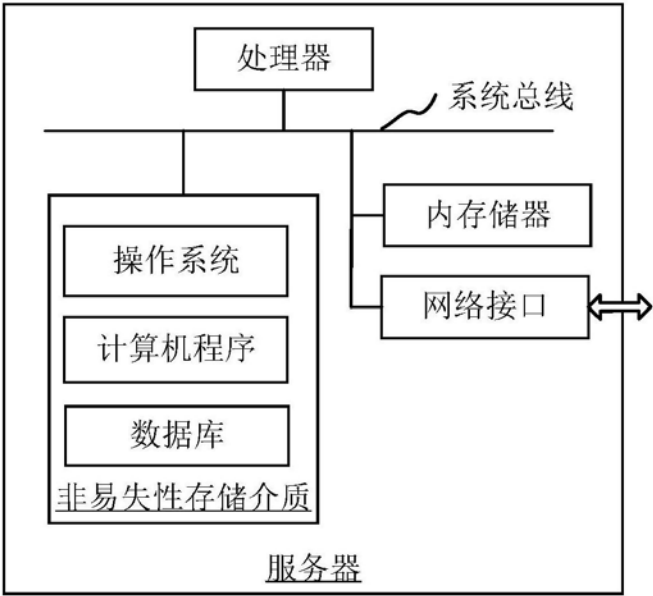 处理器
系统总线
内存储器
操作系统
网络接口
计算机程序
数据库
非易失性存储介质
服务器